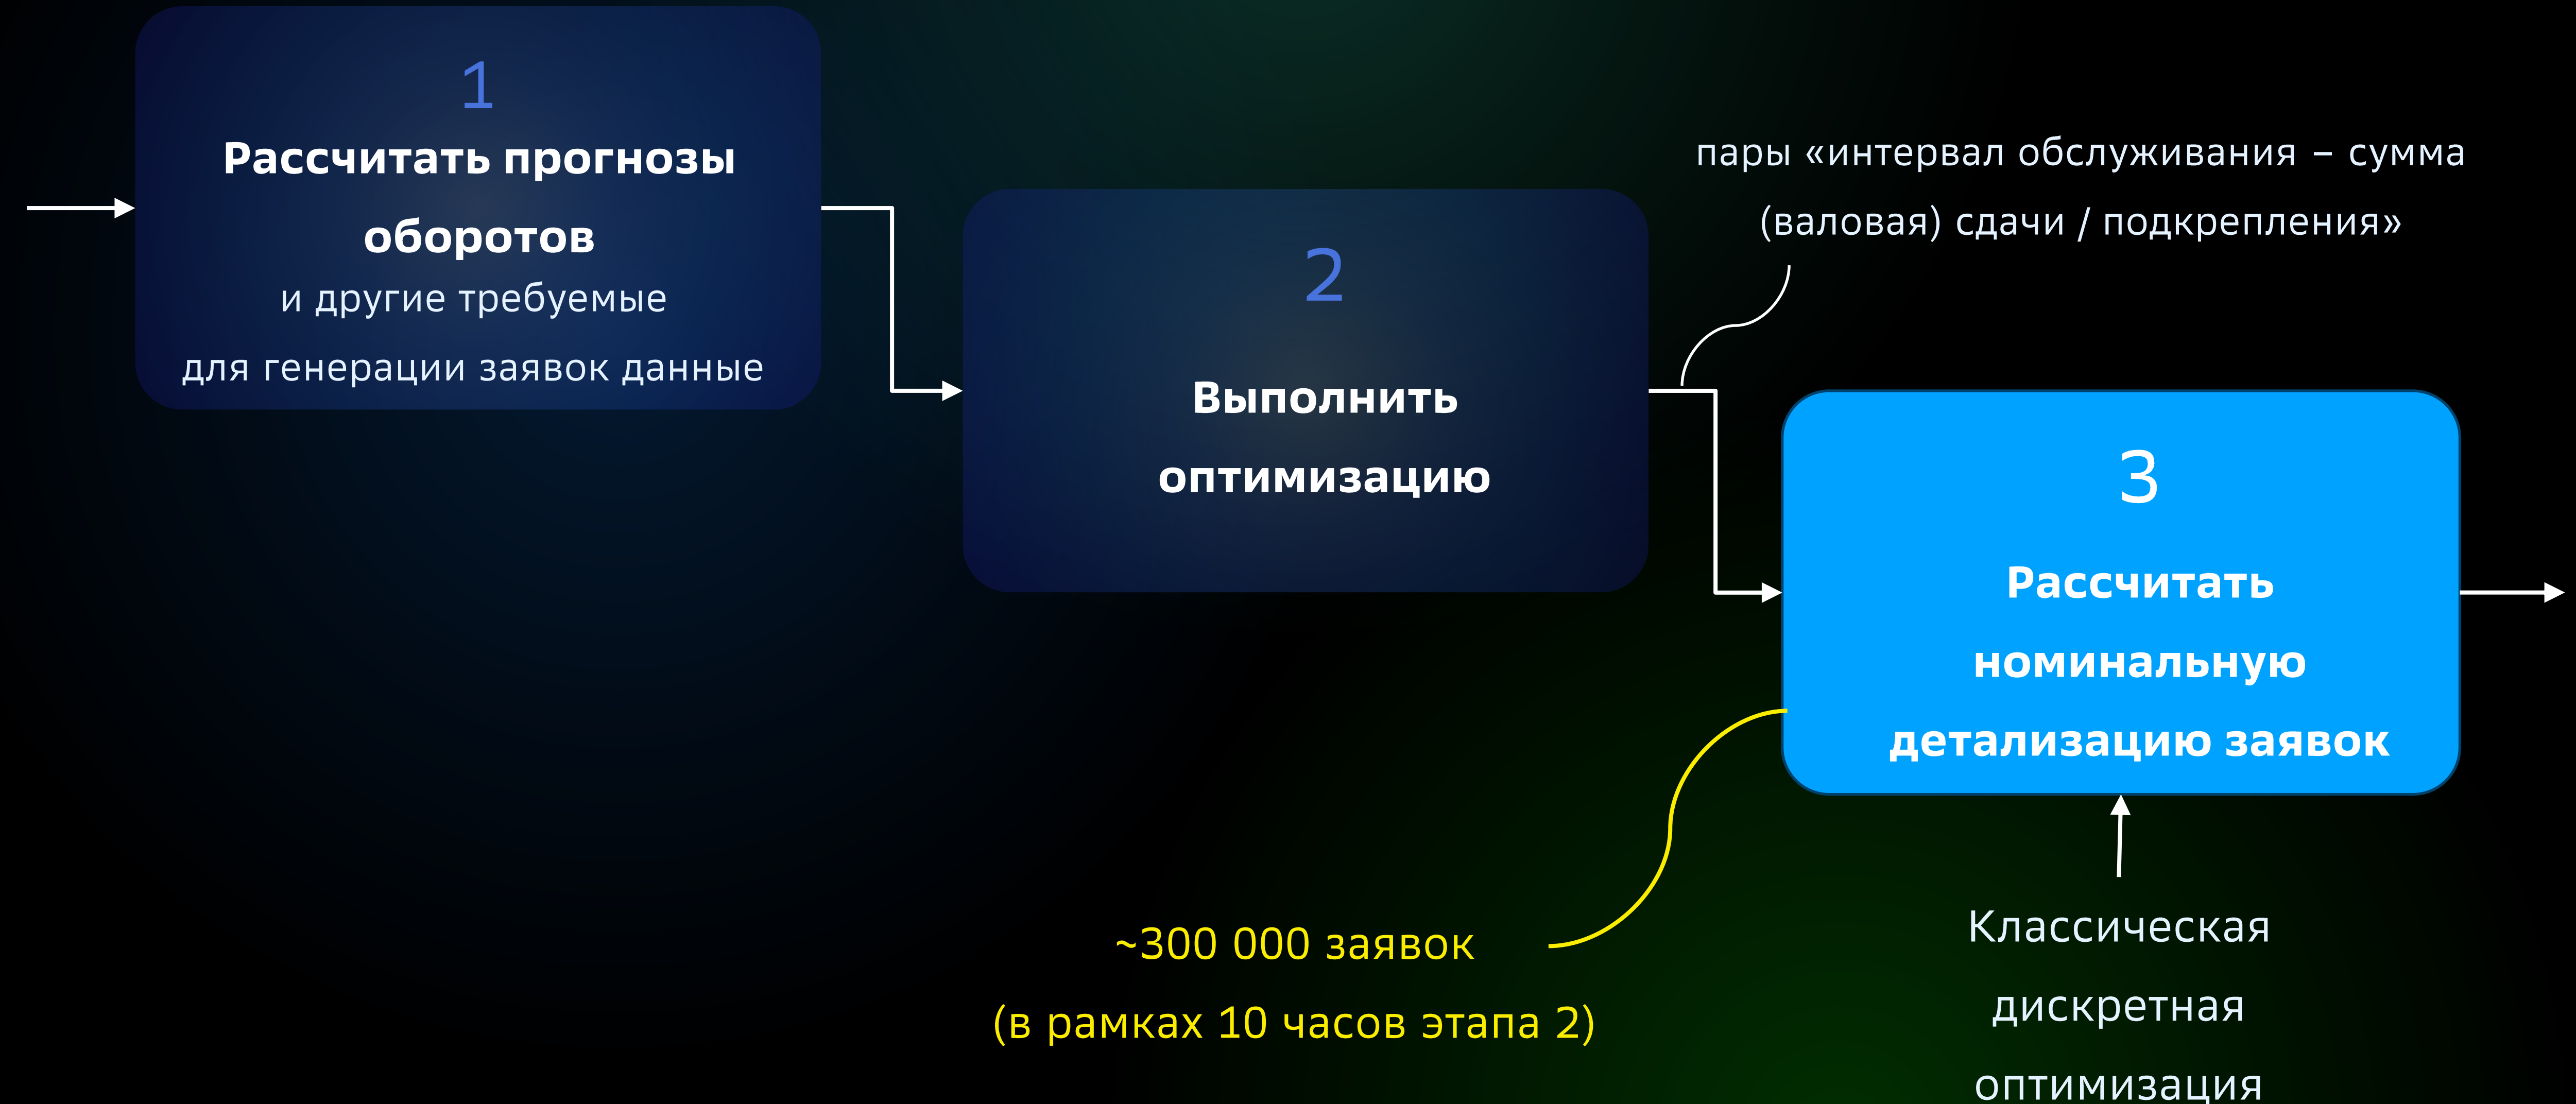 1
Рассчитать прогнозы
оборотов
и другие требуемые
для генерации заявок данные
2
Выполнить
оптимизацию
пары «интервал обслуживания – сумма
(валовая) сдачи / подкрепления»
3
Рассчитать
номинальную
детализацию заявок
~300 000 заявок
(в рамках 10 часов этапа 2)
Классическая
дискретная
оптимизация